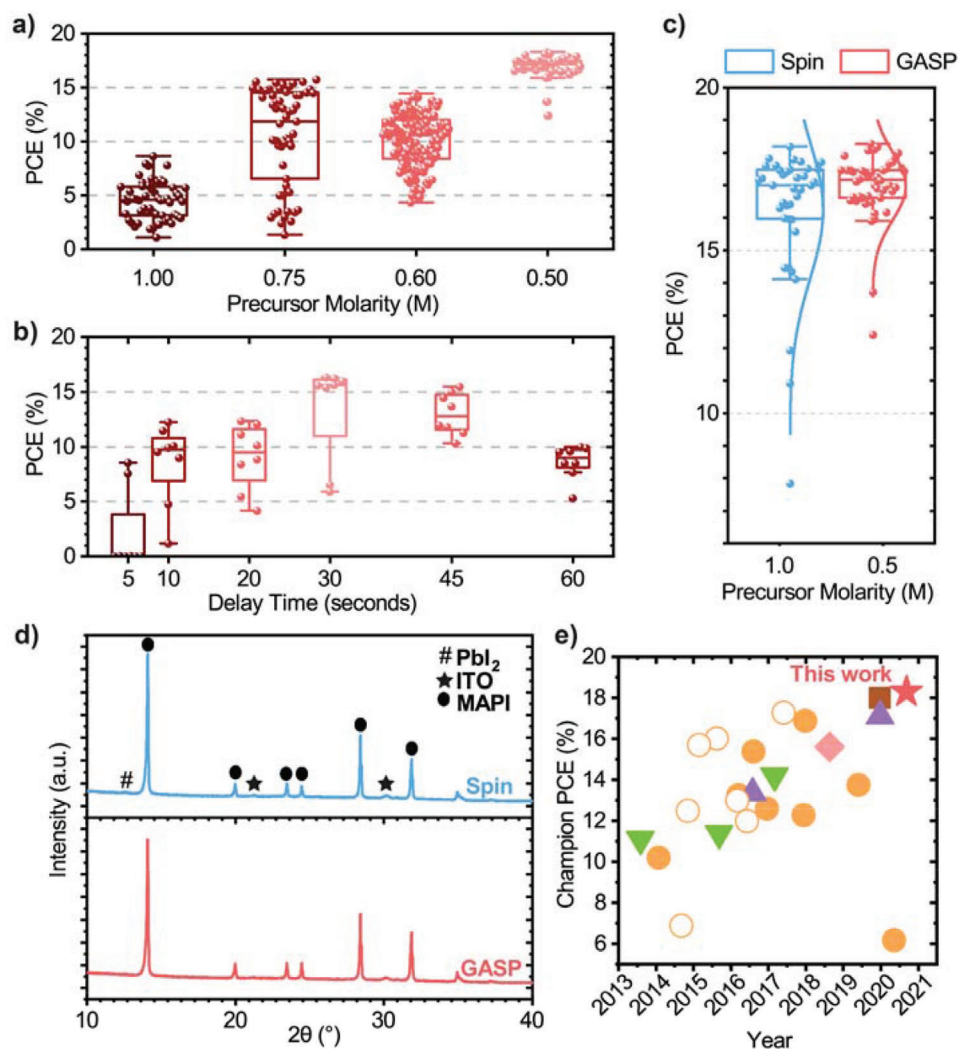 a)
20
15
10
5
0
PCE (%)
1.00 0.75 0.60 0.50
Precursor Molarity (M)
b)
20
15
10
5
0
PCE (%)
5 10 20 30 45 60
Delay Time (seconds)
c)
Spin GASP
20
15
10
PCE (%)
1.0 0.5
Precursor Molarity (M)
d)
# PbI₂
★ ITO
● MAPI
#
Spin
GASP
Intensity (a.u.)
10 20 30 40
2θ (°)
e)
This work
20
18
16
14
12
10
8
6
Champion PCE (%)
2013 2014 2015 2016 2017 2018 2019 2020 2021
Year